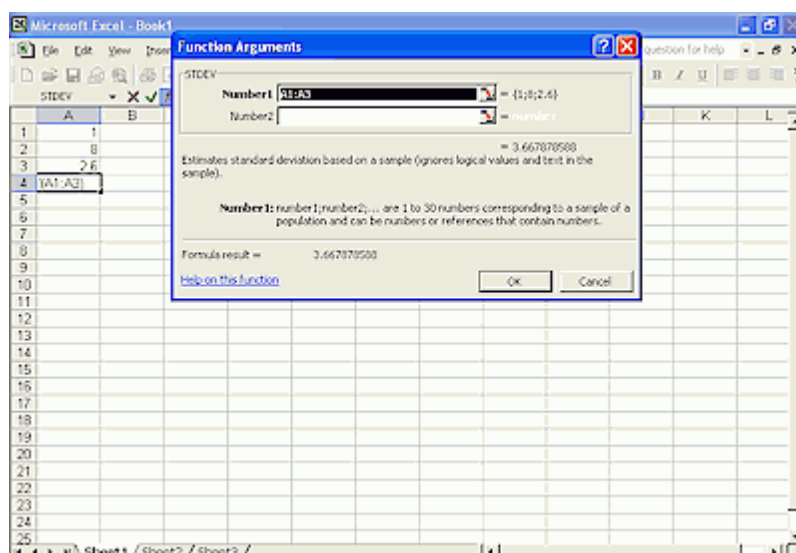 Microsoft Excel - Book1
File Edit View Inser
question for help
B I U
STDEV
Function Arguments
STDEV
Number1 A1:A3 = {1;8;2.6}
Number2 = number
= 3.667878588
Estimates standard deviation based on a sample (ignores logical values and text in the
sample).
Number1: number1;number2;... are 1 to 30 numbers corresponding to a sample of a
population and can be numbers or references that contain numbers.
Formula result = 3.667878588
Help on this function OK Cancel
A B K L
1 1
2 8
3 2.6
4 (A1:A3)
5
6
7
8
9
10
11
12
13
14
15
16
17
18
19
20
21
22
23
24
25
Sheet1 Sheet2 Sheet3